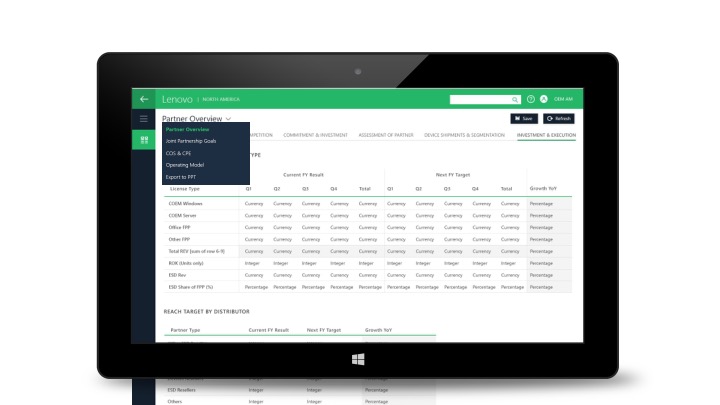 Lenovo | NORTH AMERICA OEM AM
Partner Overview Save Refresh
Partner Overview
Joint Partnership Goals
COS & CPE
Operating Model
Export to PPT
COMMITMENT & INVESTMENT ASSESSMENT OF PARTNER DEVICE SHIPMENTS & SEGMENTATION INVESTMENT & EXECUTION
TYPE
Current FY Result Next FY Target
License Type Q1 Q2 Q3 Q4 Total Q1 Q2 Q3 Q4 Total Growth YoY
COEM Windows Currency Currency Currency Currency Currency Currency Currency Currency Currency Currency Percentage
COEM Server Currency Currency Currency Currency Currency Currency Currency Currency Currency Currency Percentage
Office FPP Currency Currency Currency Currency Currency Currency Currency Currency Currency Currency Percentage
Other FPP Currency Currency Currency Currency Currency Currency Currency Currency Currency Currency Percentage
Total REV [sum of row 6-9] Currency Currency Currency Currency Currency Currency Currency Currency Currency Currency Percentage
ROK (Units only) Integer Integer Integer Integer Integer Integer Integer Integer Integer Integer Percentage
ESD Rev Currency Currency Currency Currency Currency Currency Currency Currency Currency Currency Percentage
ESD Share of FPP (%) Percentage Percentage Percentage Percentage Percentage Percentage Percentage Percentage Percentage Percentage Percentage
REACH TARGET BY DISTRIBUTOR
Partner Type Current FY Result Next FY Target Growth YoY
ESD Resellers Integer Integer Percentage
Others Integer Integer Percentage